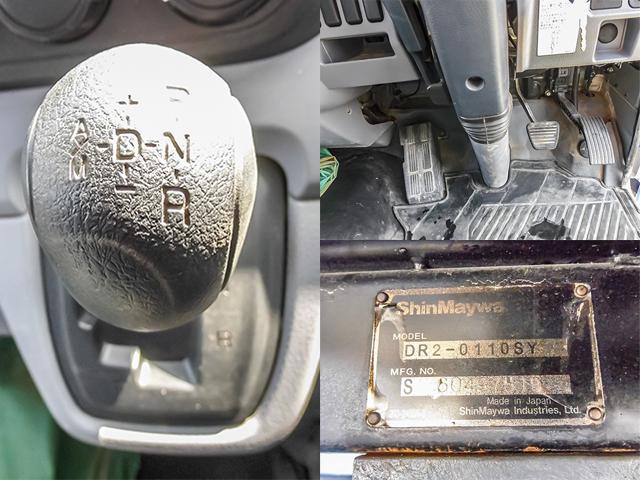 P
+
A - D - N
M
-
R
R
ShinMaywa
MODEL
DR2-0110SY
MFG. NO.
S
Made in Japan
ShinMaywa Industries, Ltd.